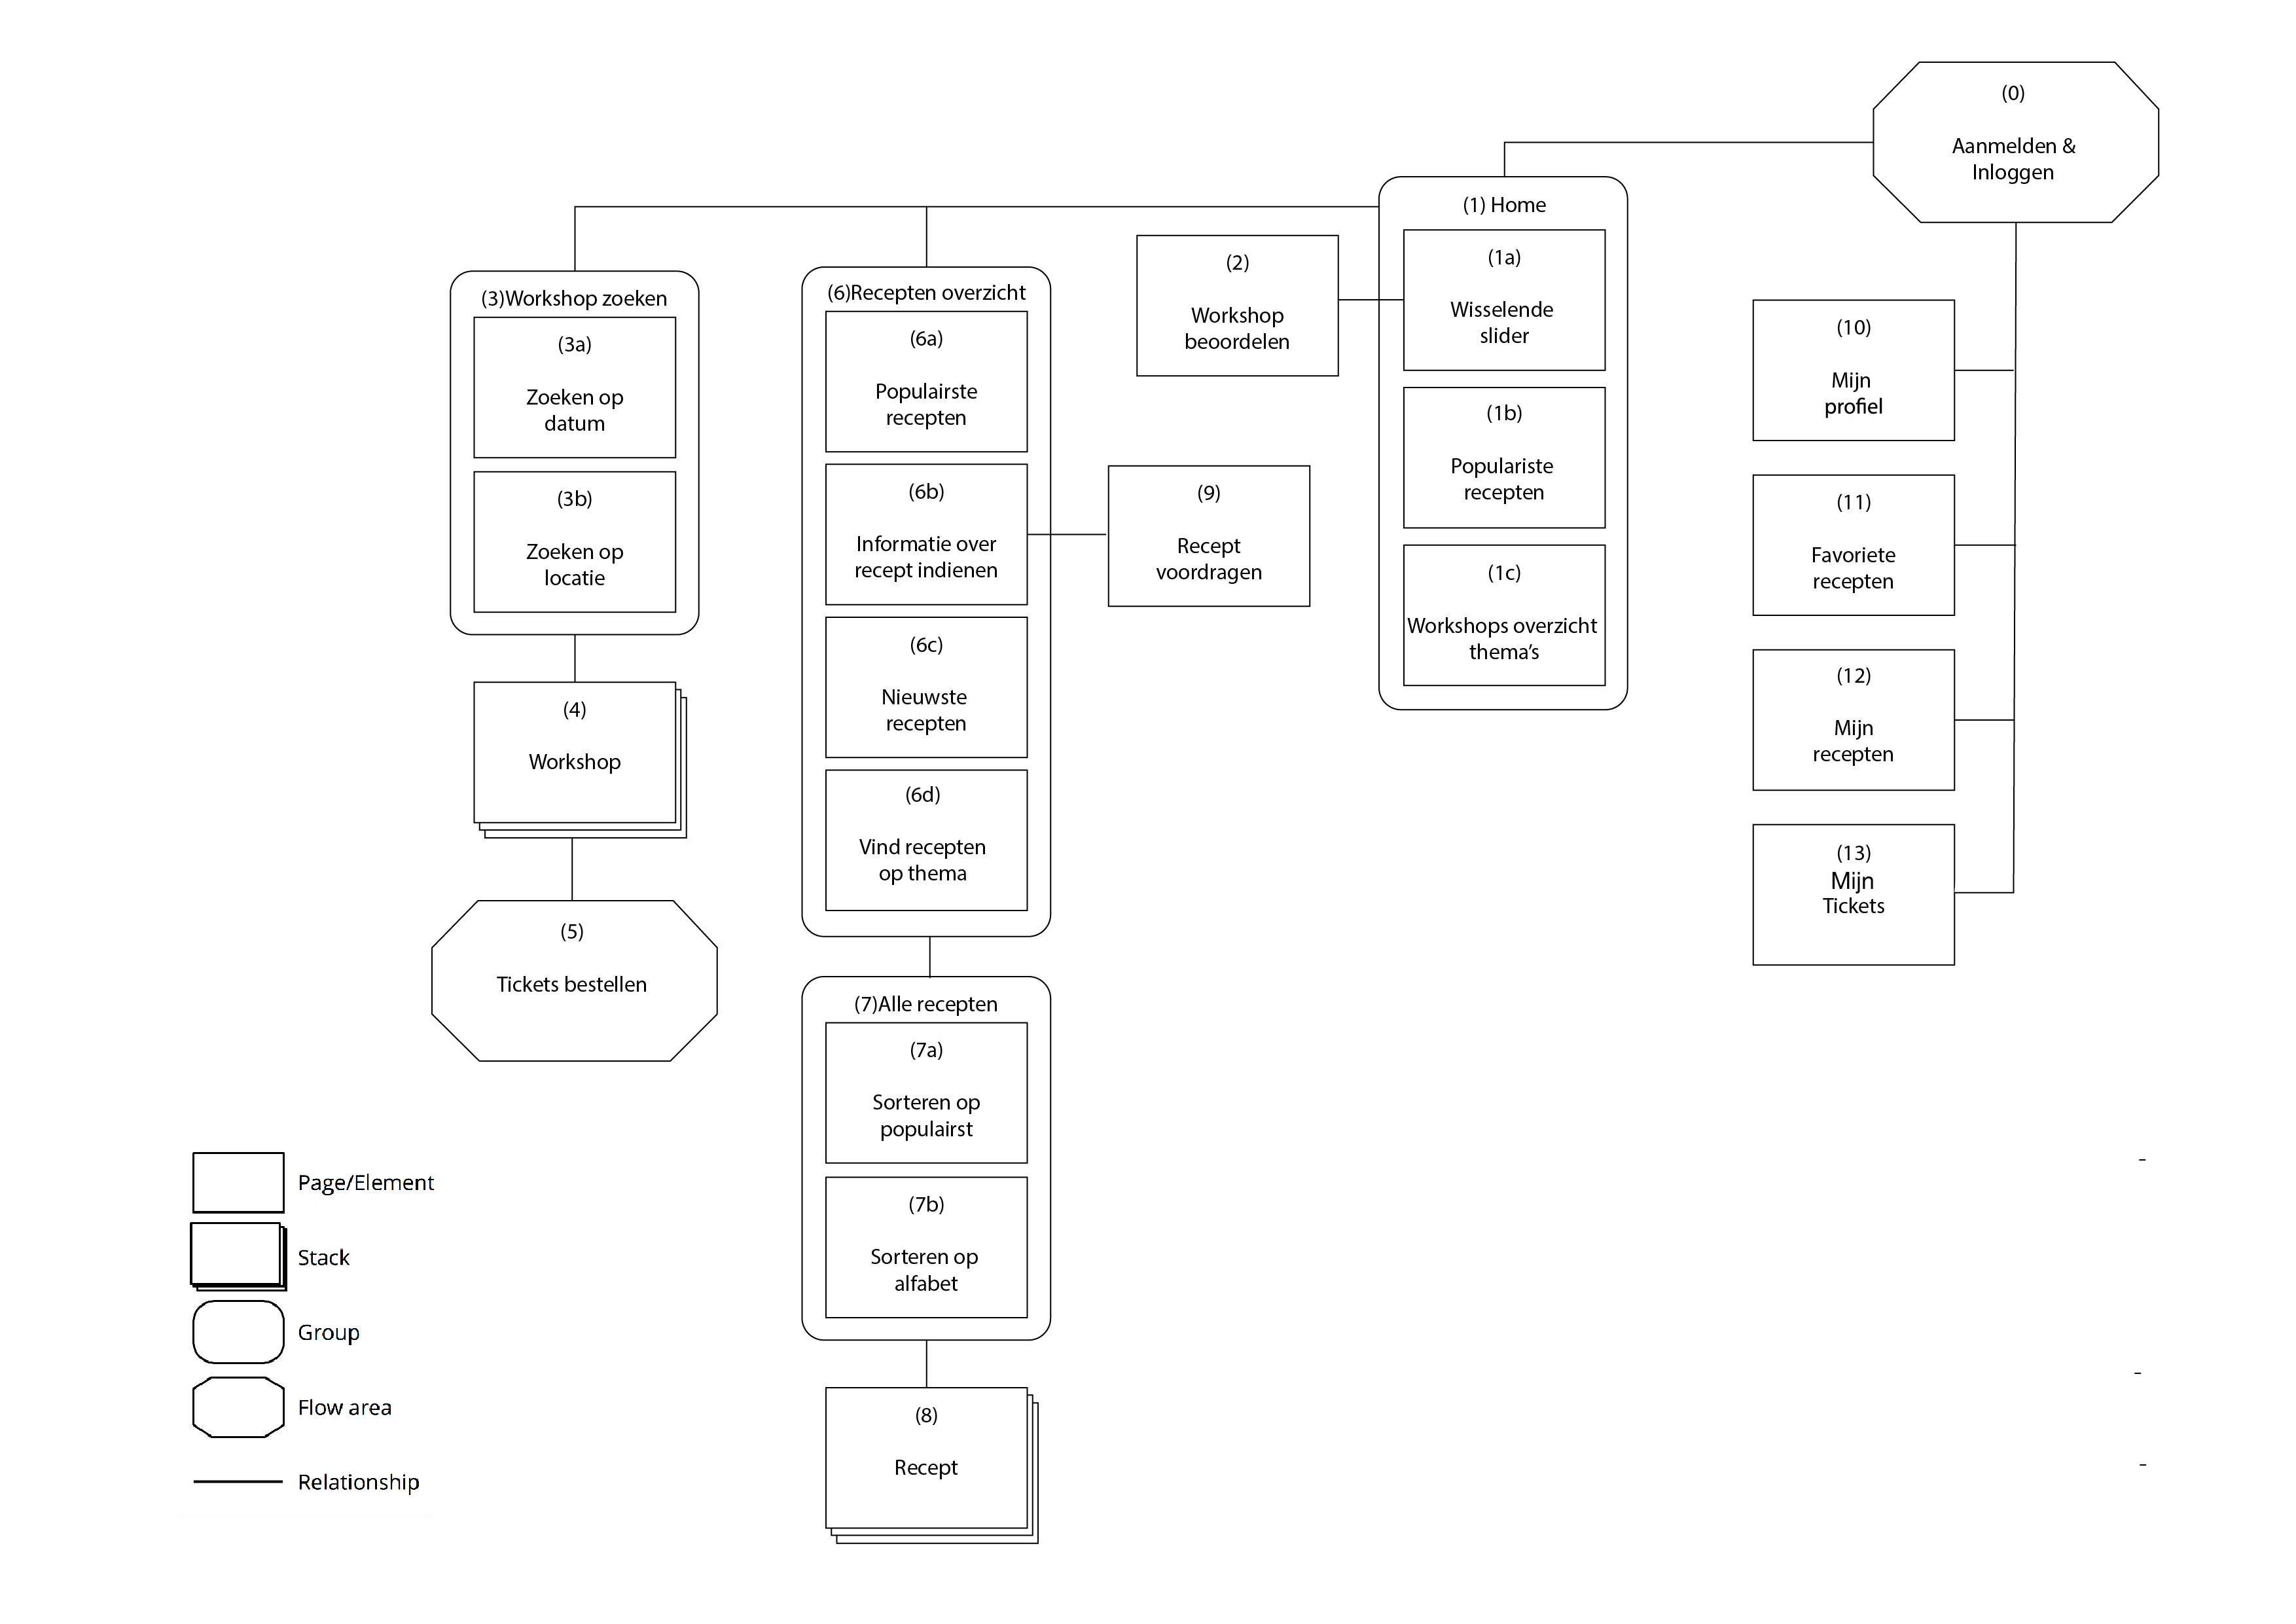 (0)
Aanmelden &
Inloggen
(1) Home
(1a)
Wisselende
slider
(1b)
Populariste
recepten
(1c)
Workshops overzicht
thema's
(2)
Workshop
beoordelen
(3)Workshop zoeken
(3a)
Zoeken op
datum
(3b)
Zoeken op
locatie
(4)
Workshop
(5)
Tickets bestellen
(6)Recepten overzicht
(6a)
Populairste
recepten
(6b)
Informatie over
recept indienen
(6c)
Nieuwste
recepten
(6d)
Vind recepten
op thema
(7)Alle recepten
(7a)
Sorteren op
populairst
(7b)
Sorteren op
alfabet
(8)
Recept
(9)
Recept
voordragen
(10)
Mijn
profiel
(11)
Favoriete
recepten
(12)
Mijn
recepten
(13)
Mijn
Tickets
Page/Element
Stack
Group
Flow area
Relationship